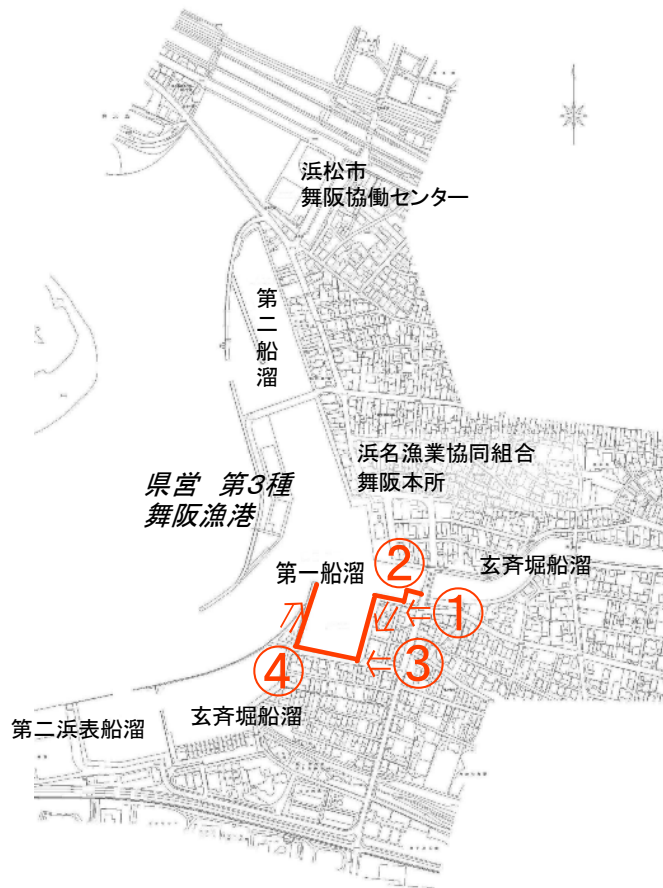 浜松市
舞阪協働センター
第二船溜
浜名漁業協同組合
舞阪本所
県営 第3種
舞阪漁港
②
玄斉堀船溜
第一船溜
①
③
④
玄斉堀船溜
第二浜表船溜